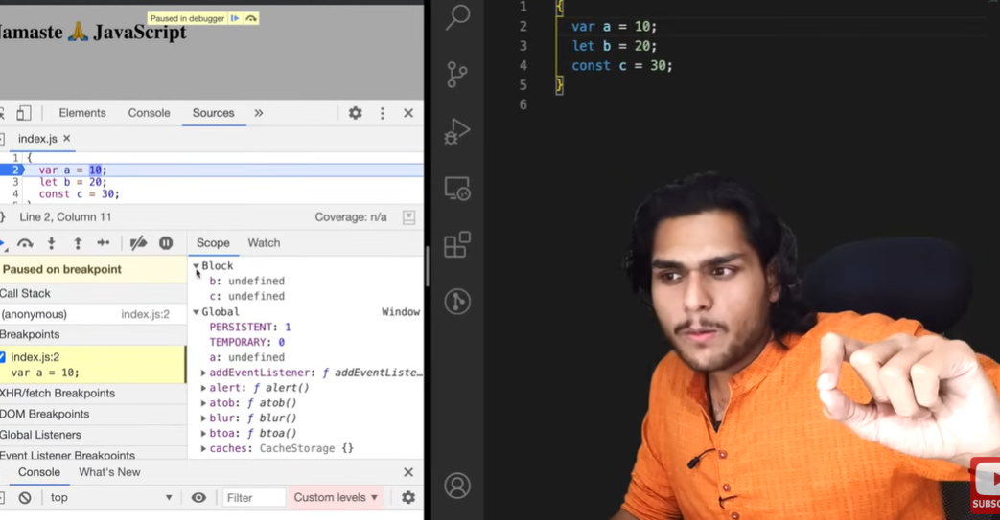 Paused in debugger
amaste 🙏 JavaScript
Elements Console Sources »
index.js ×
1 {
2 var a = 10;
3 let b = 20;
4 const c = 30;
Line 2, Column 11 Coverage: n/a
Paused on breakpoint
Call Stack
(anonymous) index.js:2
Breakpoints
index.js:2
var a = 10;
XHR/fetch Breakpoints
DOM Breakpoints
Global Listeners
Event Listener Breakpoints
Scope Watch
Block
b: undefined
c: undefined
Global Window
PERSISTENT: 1
TEMPORARY: 0
a: undefined
addEventListener: ƒ addEventListe…
alert: ƒ alert()
atob: ƒ atob()
blur: ƒ blur()
btoa: ƒ btoa()
caches: CacheStorage {}
Console What's New
top Filter Custom levels
1 {
2 var a = 10;
3 let b = 20;
4 const c = 30;
5 }
6
SUBSC